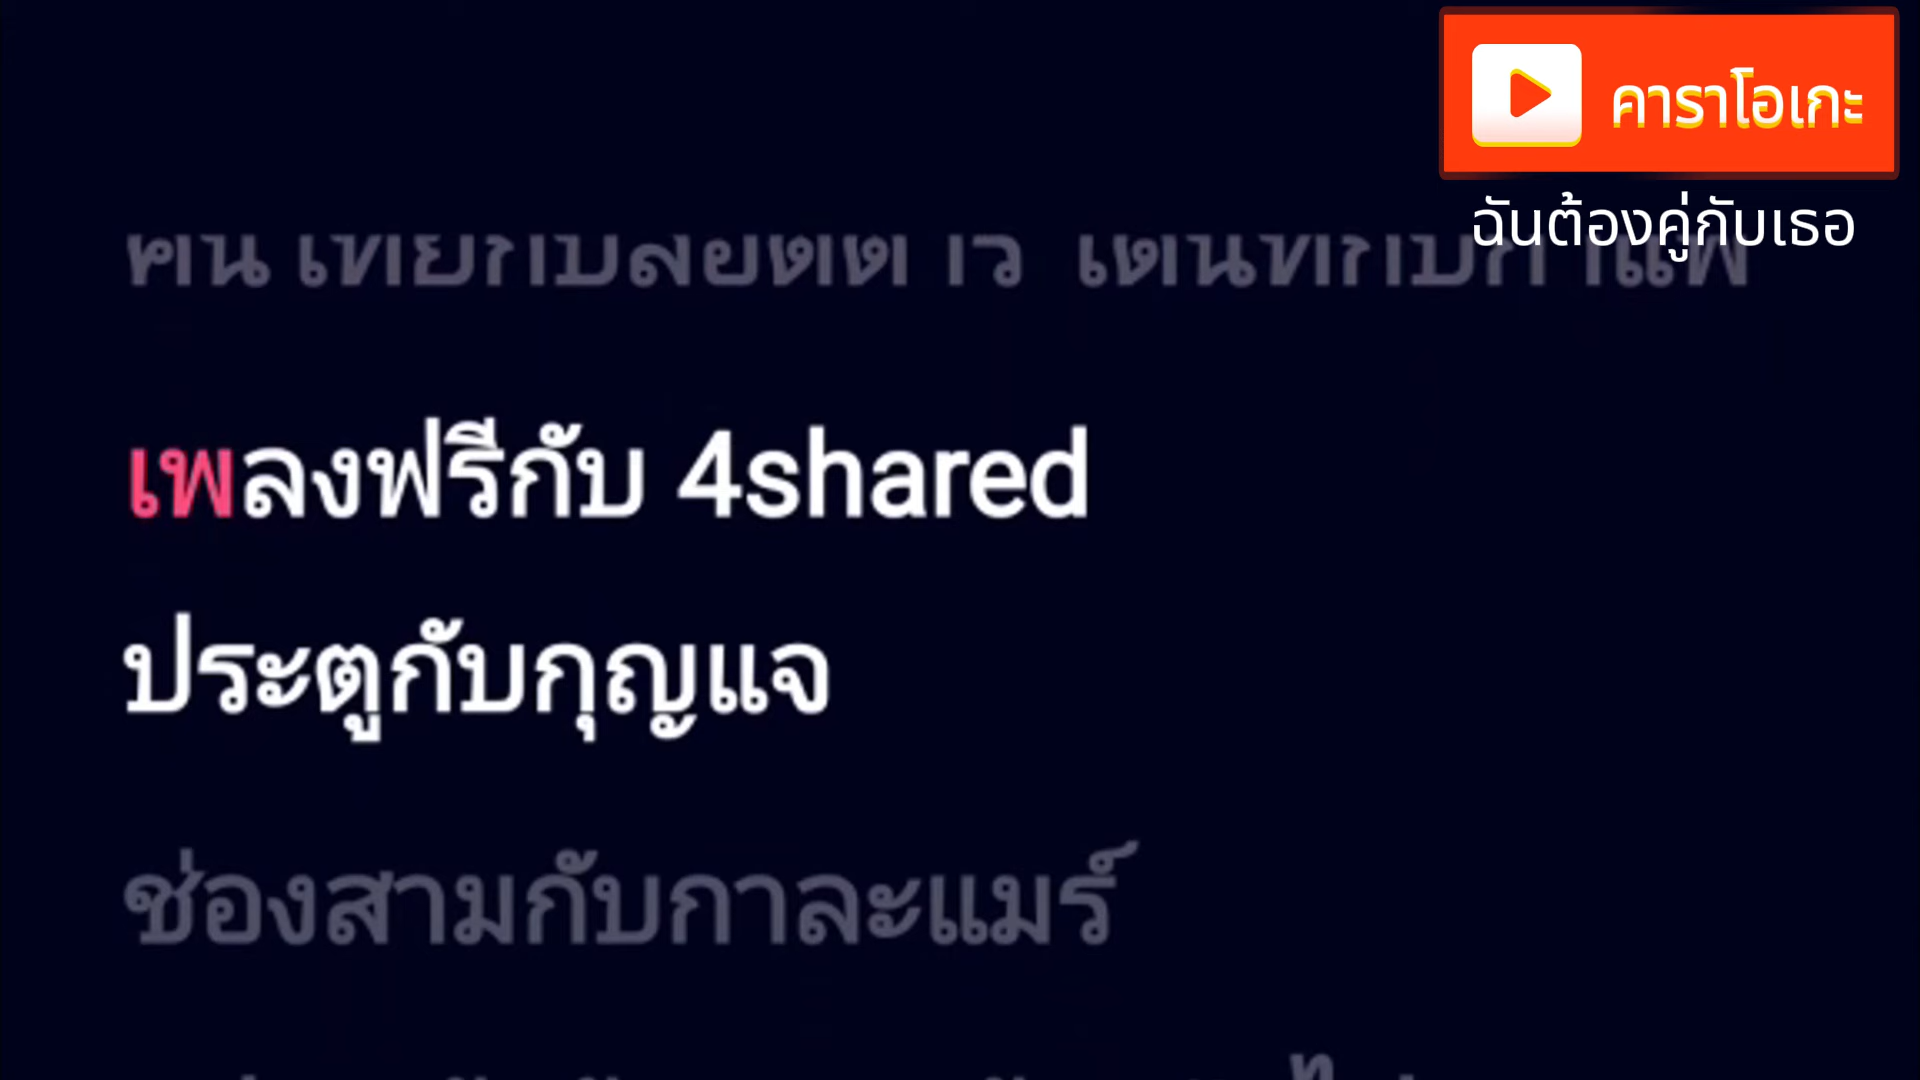 คาราโอเกะ
ฉันต้องคู่กับเธอ
เพลงฟรีกับ 4shared
ประตูกับกุญแจ
ช่องสามกับกาละแมร์